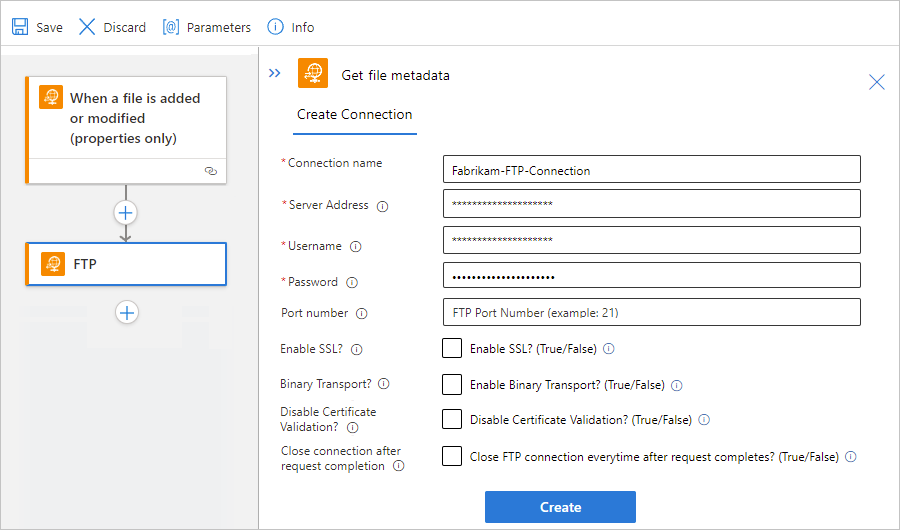 Save Discard [@] Parameters Info
When a file is added
or modified
(properties only)
FTP
Get file metadata
Create Connection
*Connection name Fabrikam-FTP-Connection
*Server Address ********************
*Username ********************
*Password •••••••••••••••••••••
Port number FTP Port Number (example: 21)
Enable SSL? Enable SSL? (True/False)
Binary Transport? Enable Binary Transport? (True/False)
Disable Certificate
Validation? Disable Certificate Validation? (True/False)
Close connection after
request completion Close FTP connection everytime after request completes? (True/False)
Create